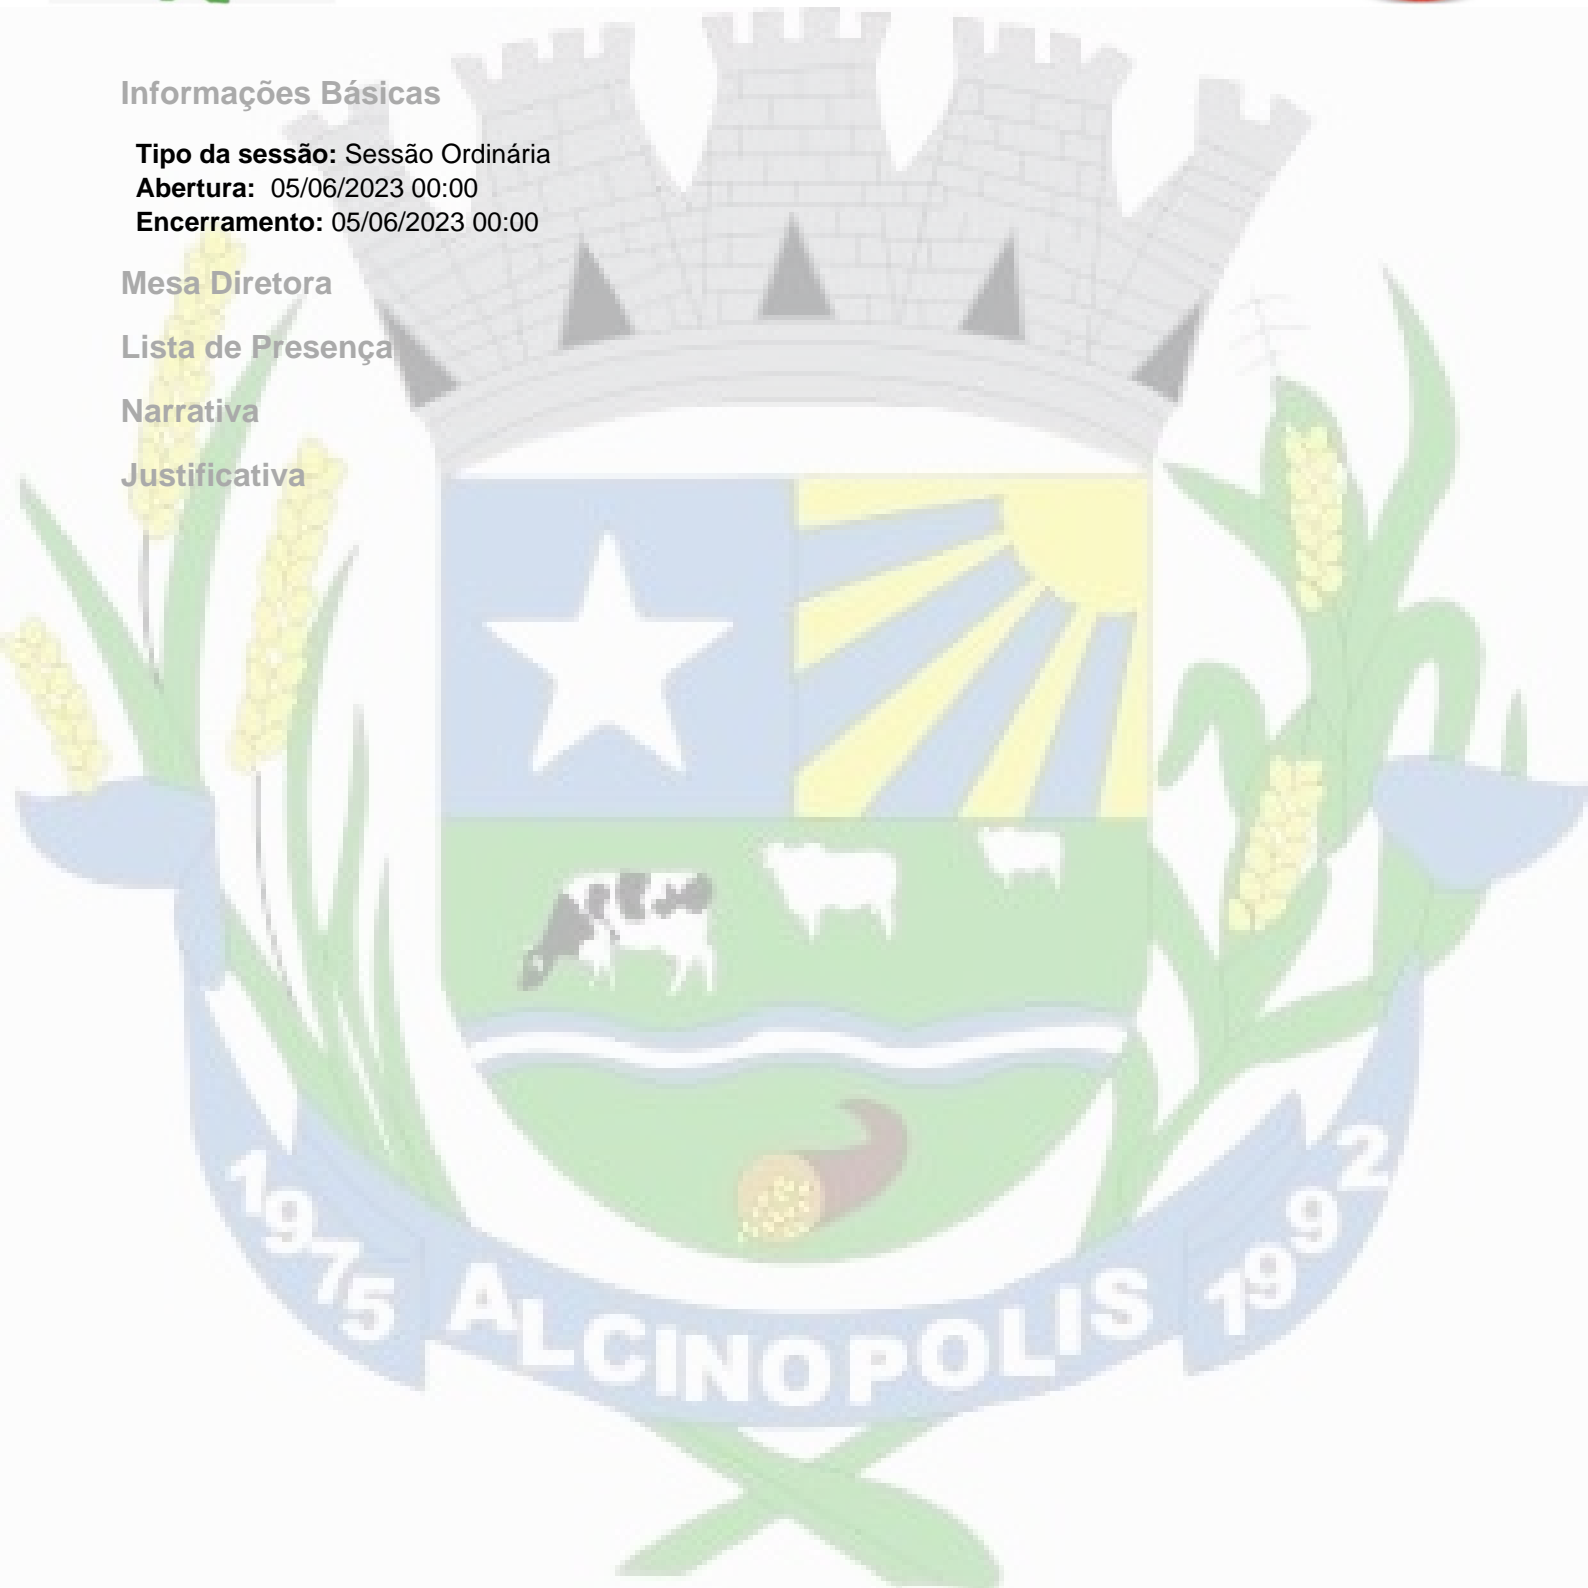 Informações Básicas
Tipo da sessão: Sessão Ordinária
Abertura: 05/06/2023 00:00
Encerramento: 05/06/2023 00:00
Mesa Diretora
Lista de Presença
Narrativa
Justificativa
1975 ALCINOPOLIS 1992